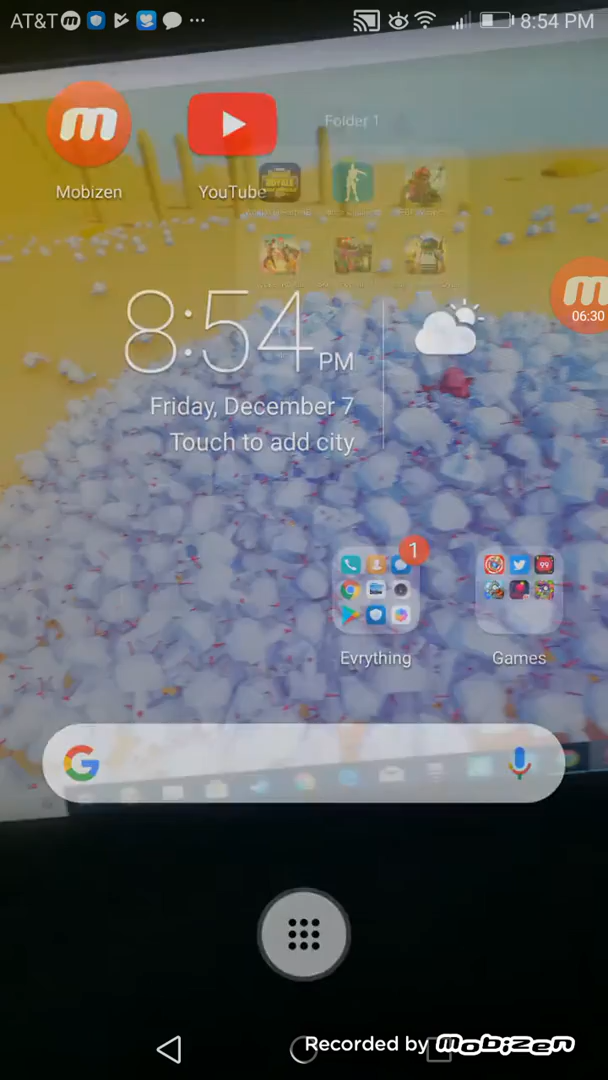 AT&T
8:54 PM
Mobizen
YouTube
Folder 1
06:30
8:54 PM
Friday, December 7
Touch to add city
1
99
Evrything
Games
Recorded by mobizen